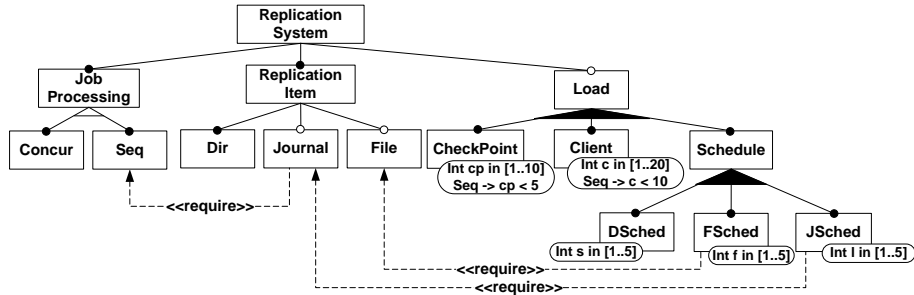 Replication
System
Job
Processing
Replication
Item
Load
Concur
Seq
Dir
Journal
File
CheckPoint
Int cp in [1..10]
Seq -> cp < 5
Client
Int c in [1..20]
Seq -> c < 10
Schedule
<<require>>
DSched
Int s in [1..5]
FSched
Int f in [1..5]
JSched
Int l in [1..5]
<<require>>
<<require>>